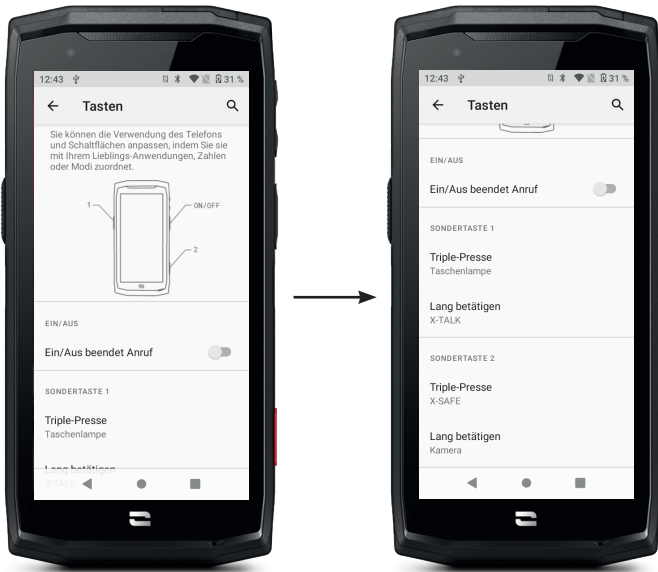 12:43 31 %
Tasten
Sie können die Verwendung des Telefons
und Schaltflächen anpassen, indem Sie sie
mit Ihrem Lieblings-Anwendungen, Zahlen
oder Modi zuordnet.
1 ON/OFF
2
EIN/AUS
Ein/Aus beendet Anruf
SONDERTASTE 1
Triple-Presse
Taschenlampe
Lang betätigen
X-TALK
12:43 31 %
Tasten
EIN/AUS
Ein/Aus beendet Anruf
SONDERTASTE 1
Triple-Presse
Taschenlampe
Lang betätigen
X-TALK
SONDERTASTE 2
Triple-Presse
X-SAFE
Lang betätigen
Kamera